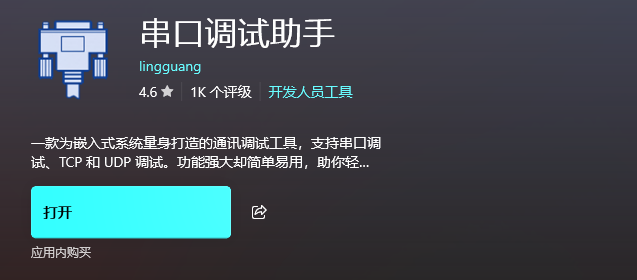 串口调试助手
lingguang
4.6 ★ 1K 个评级 开发人员工具
一款为嵌入式系统量身打造的通讯调试工具，支持串口调
试、TCP 和 UDP 调试。功能强大却简单易用，助你轻...
打开
应用内购买